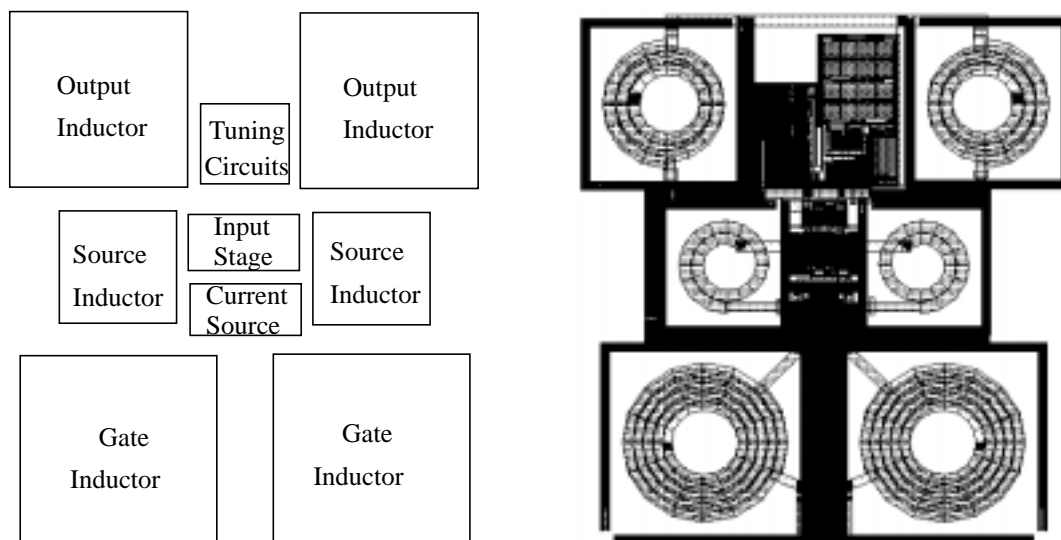 Output
Inductor
Tuning
Circuits
Output
Inductor
Source
Inductor
Input
Stage
Current
Source
Source
Inductor
Gate
Inductor
Gate
Inductor